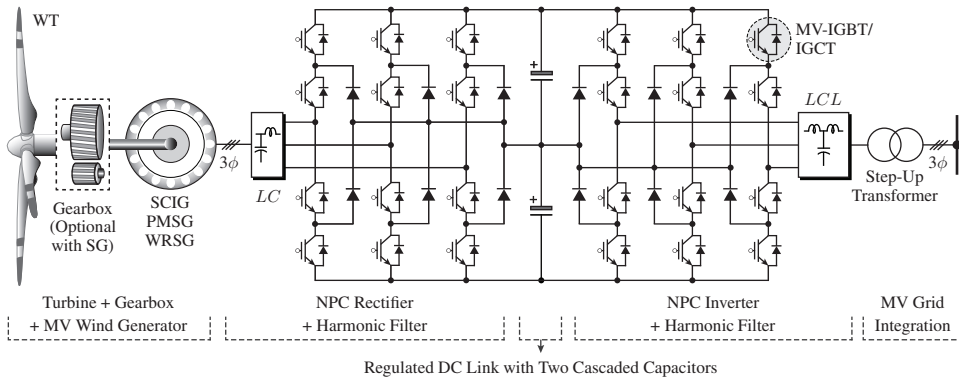 WT
MV-IGBT/
IGCT
LCL
3ϕ
LC
3ϕ
Step-Up
Transformer
Gearbox
(Optional
with SG)
SCIG
PMSG
WRSG
Turbine + Gearbox
+ MV Wind Generator
NPC Rectifier
+ Harmonic Filter
NPC Inverter
+ Harmonic Filter
MV Grid
Integration
Regulated DC Link with Two Cascaded Capacitors